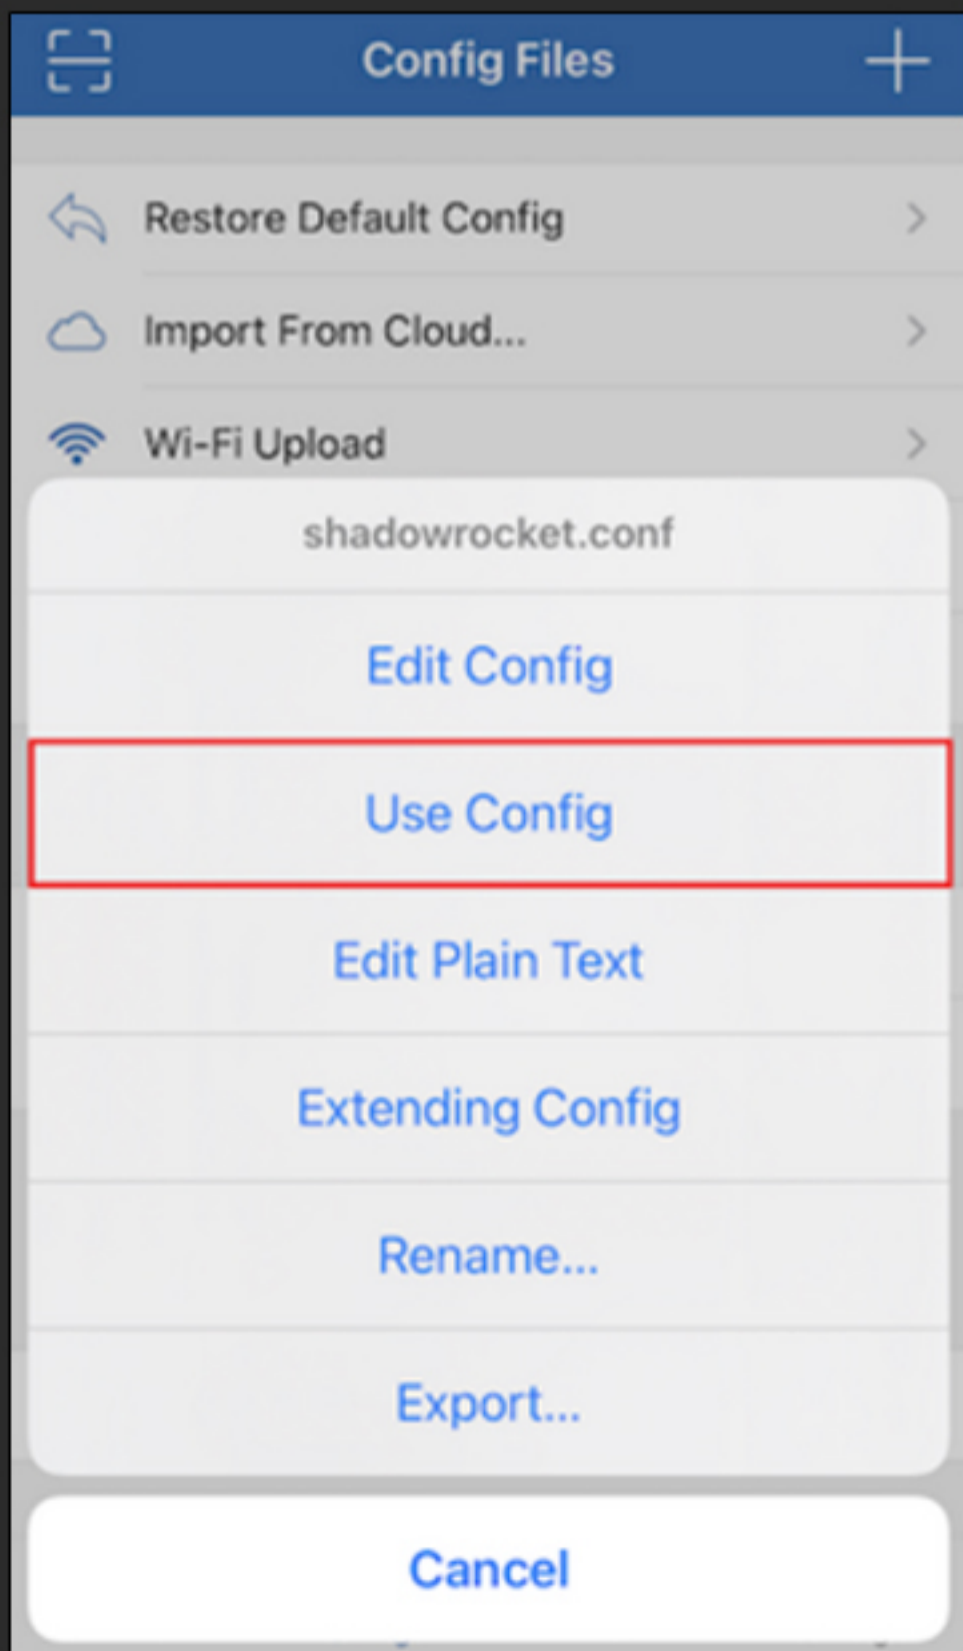 Config Files
Restore Default Config
Import From Cloud...
Wi-Fi Upload
shadowrocket.conf
Edit Config
Use Config
Edit Plain Text
Extending Config
Rename...
Export...
Cancel